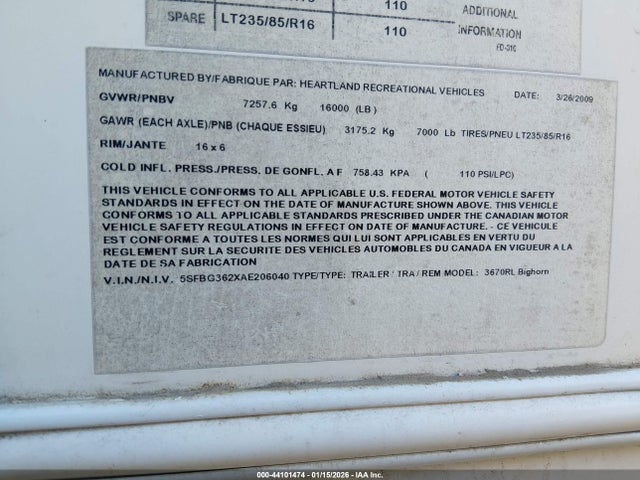 110
ADDITIONAL
SPARE LT235/85/R16 110 INFORMATION
FD-310
MANUFACTURED BY/FABRIQUE PAR: HEARTLAND RECREATIONAL VEHICLES DATE: 3/26/2009
GVWR/PNBV 7257.6 Kg 16000 (LB)
GAWR (EACH AXLE)/PNB (CHAQUE ESSIEU) 3175.2 Kg 7000 Lb TIRES/PNEU LT235/85/R16
RIM/JANTE 16 x 6
COLD INFL. PRESS./PRESS. DE GONFL. A F 758.43 KPA ( 110 PSI/LPC)
THIS VEHICLE CONFORMS TO ALL APPLICABLE U.S. FEDERAL MOTOR VEHICLE SAFETY
STANDARDS IN EFFECT ON THE DATE OF MANUFACTURE SHOWN ABOVE. THIS VEHICLE
CONFORMS TO ALL APPLICABLE STANDARDS PRESCRIBED UNDER THE CANADIAN MOTOR
VEHICLE SAFETY REGULATIONS IN EFFECT ON THE DATE OF MANUFACTURE. - CE VEHICULE
EST CONFORME A TOUTES LES NORMES QUI LUI SONT APPLICABLES EN VERTU DU
REGLEMENT SUR LA SECURITE DES VEHICLES AUTOMOBILES DU CANADA EN VIGUEUR A LA
DATE DE SA FABRICATION
V.I.N./N.I.V. 5SFBG362XAE206040 TYPE/TYPE: TRAILER / TRA / REM MODEL: 3670RL Bighorn
000-44101474 - 01/15/2026 - IAA Inc.